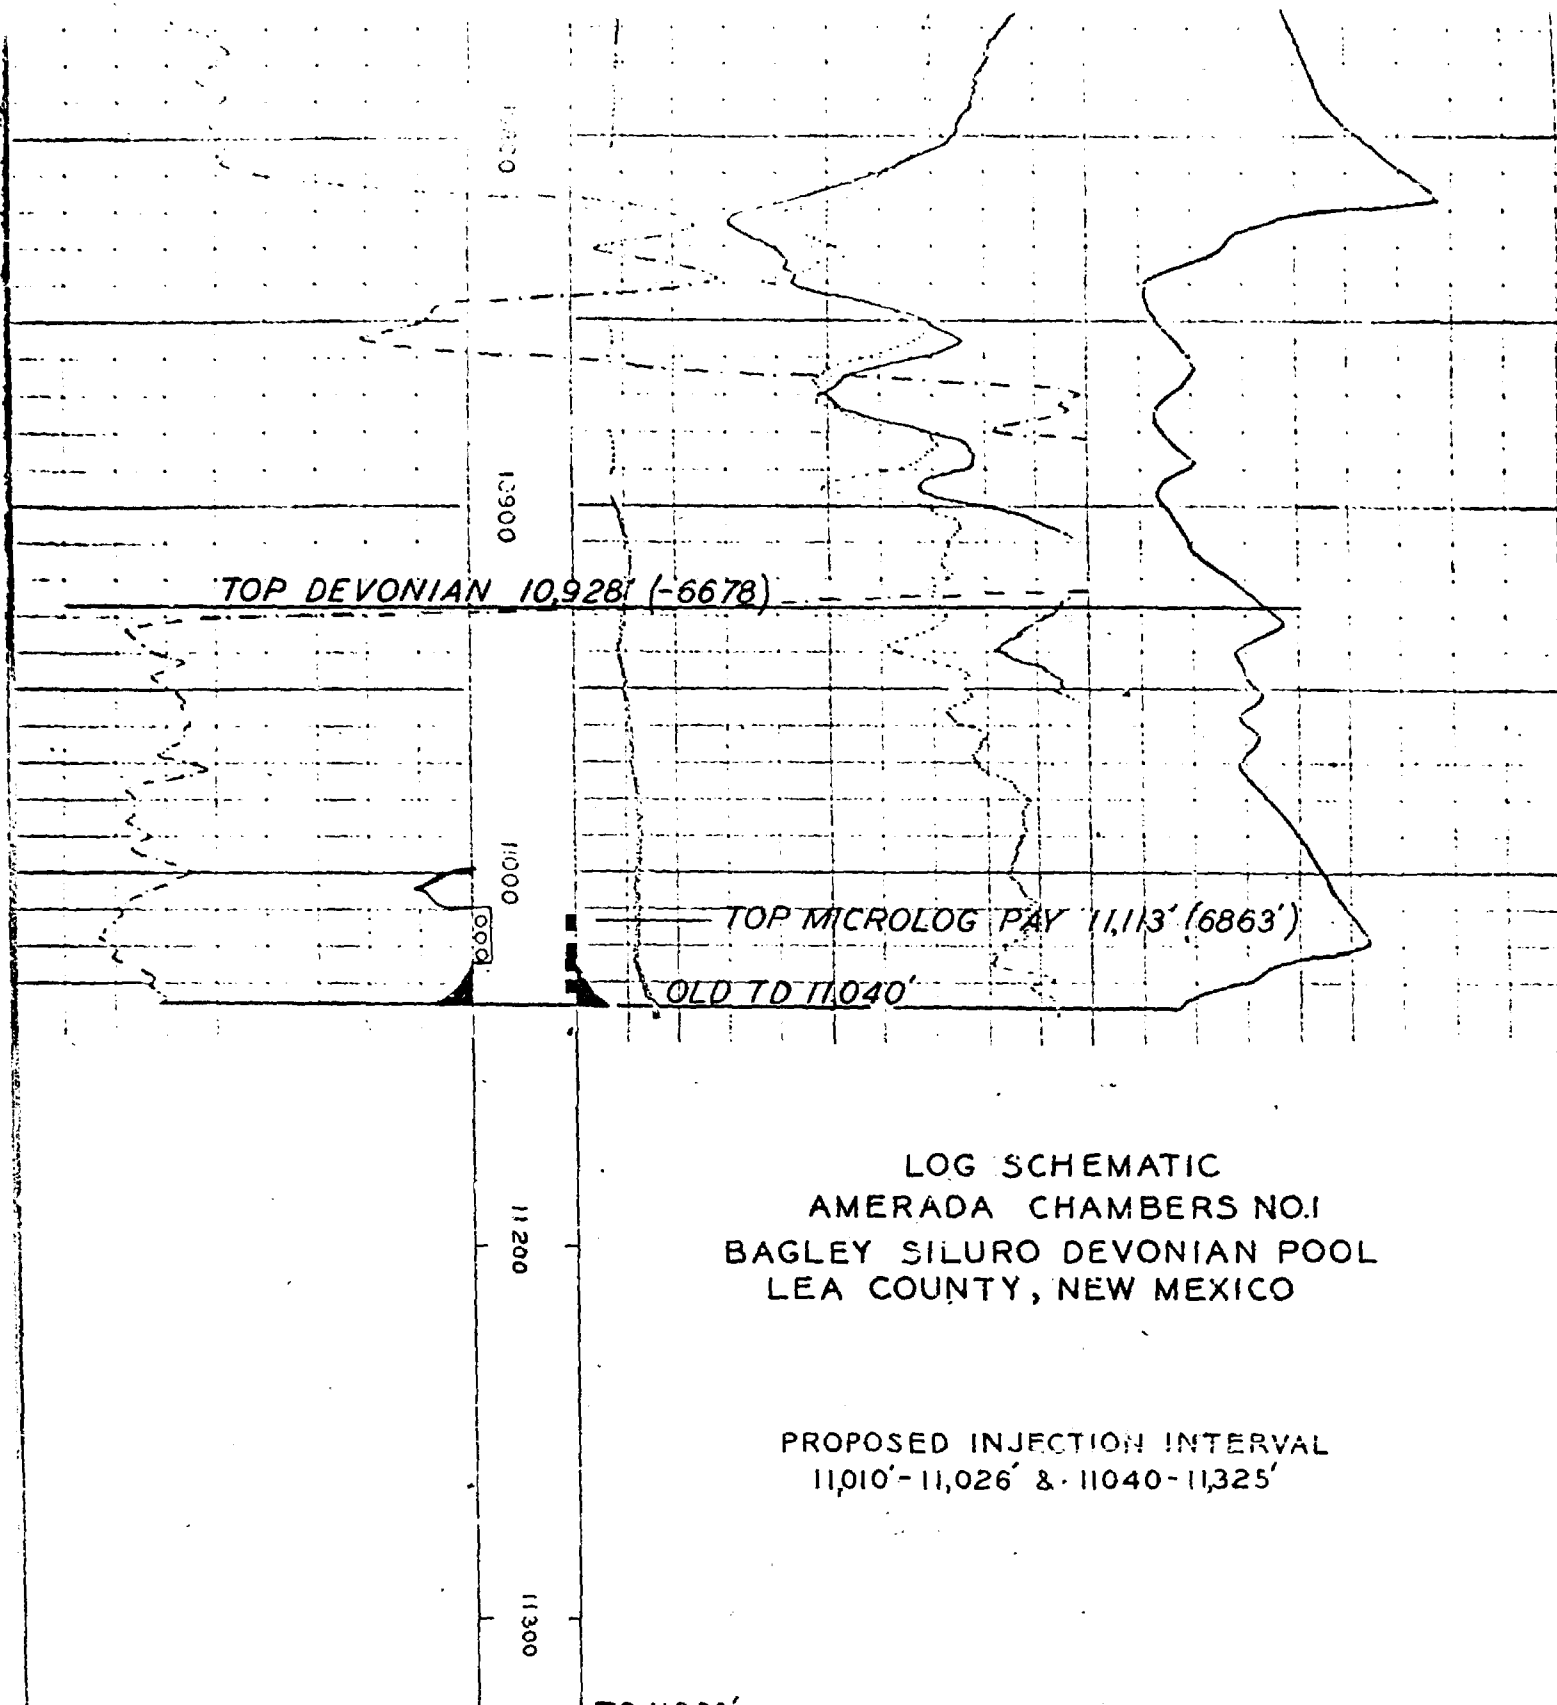 10900
TOP DEVONIAN 10,928' (-6678)
11000
TOP MICROLOG PAY 11,113' (6863')
OLD TD 11040'
LOG SCHEMATIC
AMERADA CHAMBERS NO.1
BAGLEY SILURO DEVONIAN POOL
LEA COUNTY, NEW MEXICO
11200
PROPOSED INJECTION INTERVAL
11,010'-11,026' & 11040-11,325'
11300